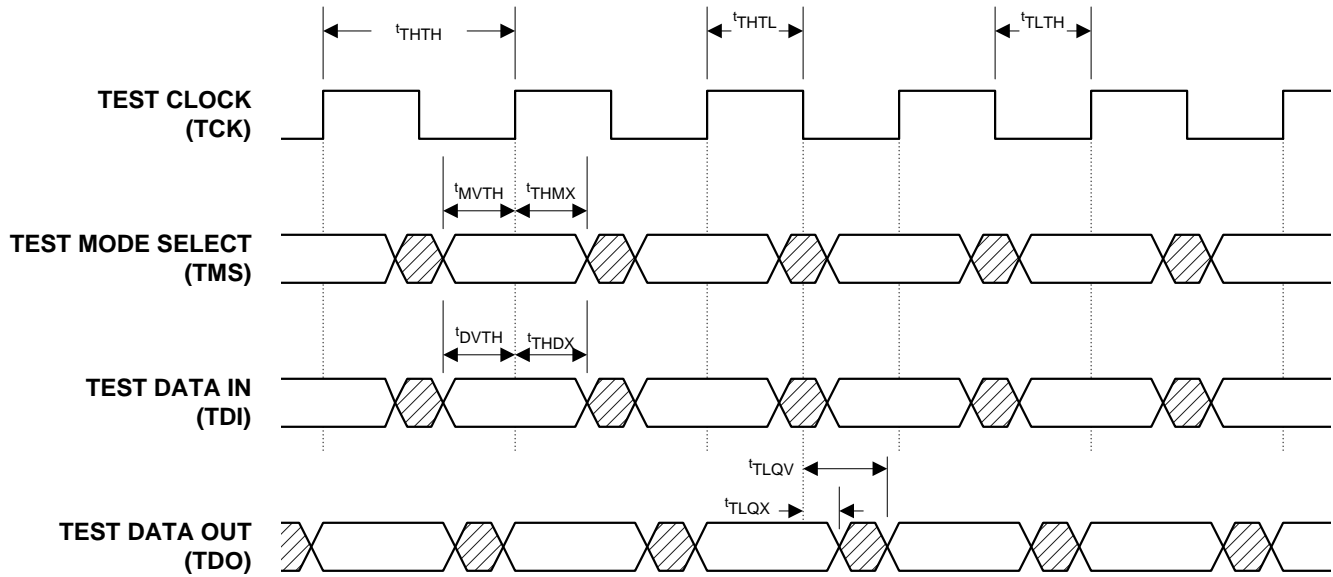 tTHTH
tTHTL
tTLTH
TEST CLOCK
(TCK)
tMVTH
tTHMX
TEST MODE SELECT
(TMS)
tDVTH
tTHDX
TEST DATA IN
(TDI)
tTLQV
tTLQX
TEST DATA OUT
(TDO)